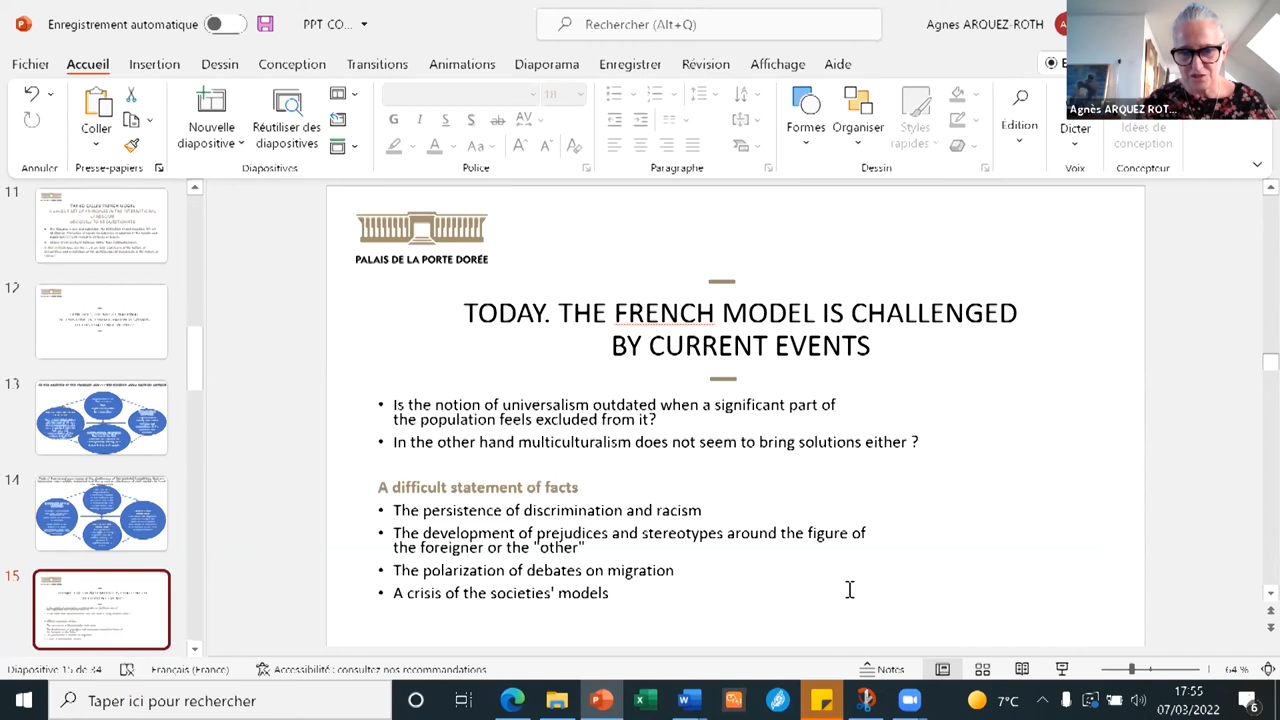 Enregistrement automatique
PPT CO...
Rechercher (Alt+Q)
Agnes ARQUEZ-ROTH
Fichier
Accueil
Insertion
Dessin
Conception
Transitions
Animations
Diaporama
Enregistrer
Révision
Affichage
Aide
Agnès ARQUEZ ROT...
Coller
Nouvelle
diapositive
Réutiliser des
diapositives
18
G
S
ab
AV
Aa
A
A
Formes
Organiser
Styles
rapides
Edition
Dicter
Idées de
conception
Annuler
Presse-papiers
Diapositives
Police
Paragraphe
Dessin
Voix
Concepteur
11
12
13
14
15
PALAIS DE LA PORTE DORÉE
TODAY. THE FRENCH MODEL IS CHALLENGED
BY CURRENT EVENTS
• Is the notion of universalism outdated when a significant part of
the population feels excluded from it?
• In the other hand multiculturalism does not seem to bring solutions either ?
A difficult statement of facts
• The persistence of discrimination and racism
• The development of prejudices and stereotypes around the figure of
the foreigner or the "other"
• The polarization of debates on migration
• A crisis of the societies' models
Diapositive 15 de 34
Français (France)
Accessibilité : consultez nos recommandations
Notes
64 %
Taper ici pour rechercher
7°C
17:55
07/03/2022
6